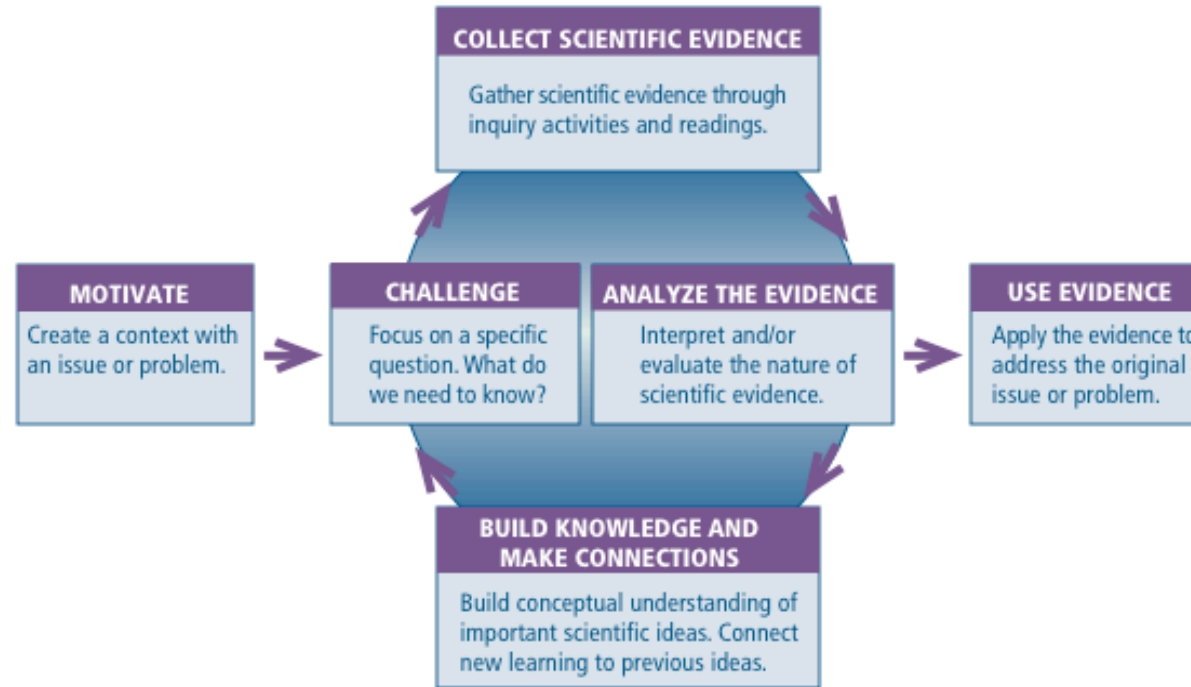 COLLECT SCIENTIFIC EVIDENCE
Gather scientific evidence through
inquiry activities and readings.
MOTIVATE
Create a context with
an issue or problem.
CHALLENGE
Focus on a specific
question. What do
we need to know?
ANALYZE THE EVIDENCE
Interpret and/or
evaluate the nature of
scientific evidence.
USE EVIDENCE
Apply the evidence to
address the original
issue or problem.
BUILD KNOWLEDGE AND
MAKE CONNECTIONS
Build conceptual understanding of
important scientific ideas. Connect
new learning to previous ideas.